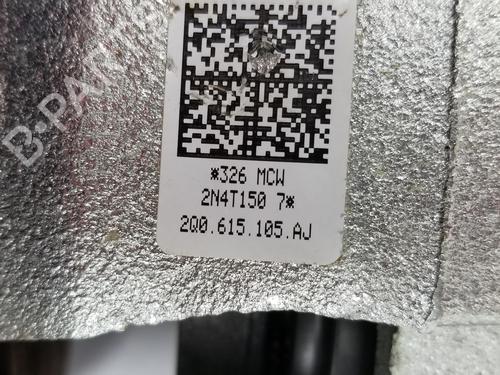 *326 MCW
2N4T150 7*
2Q0.615.105.AJ
B-PARTS